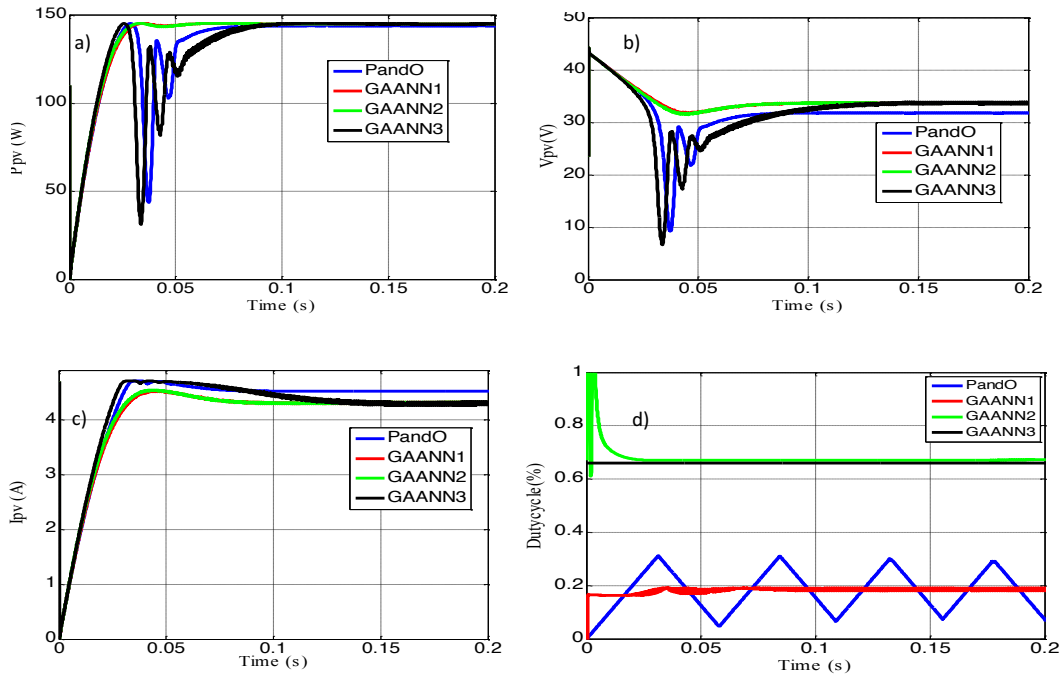 a)
150
100
50
0
Ppv (W)
PandO
GAANN1
GAANN2
GAANN3
0 0.05 0.1 0.15 0.2
Time (s)
b)
50
40
30
20
10
0
Vpv(V)
PandO
GAANN1
GAANN2
GAANN3
0 0.05 0.1 0.15 0.2
Time (s)
c)
4
3
2
1
0
Ipv (A)
PandO
GAANN1
GAANN2
GAANN3
0 0.05 0.1 0.15 0.2
Time (s)
d)
1
0.8
0.6
0.4
0.2
0
Dutycycle(%)
PandO
GAANN1
GAANN2
GAANN3
0 0.05 0.1 0.15 0.2
Time (s)